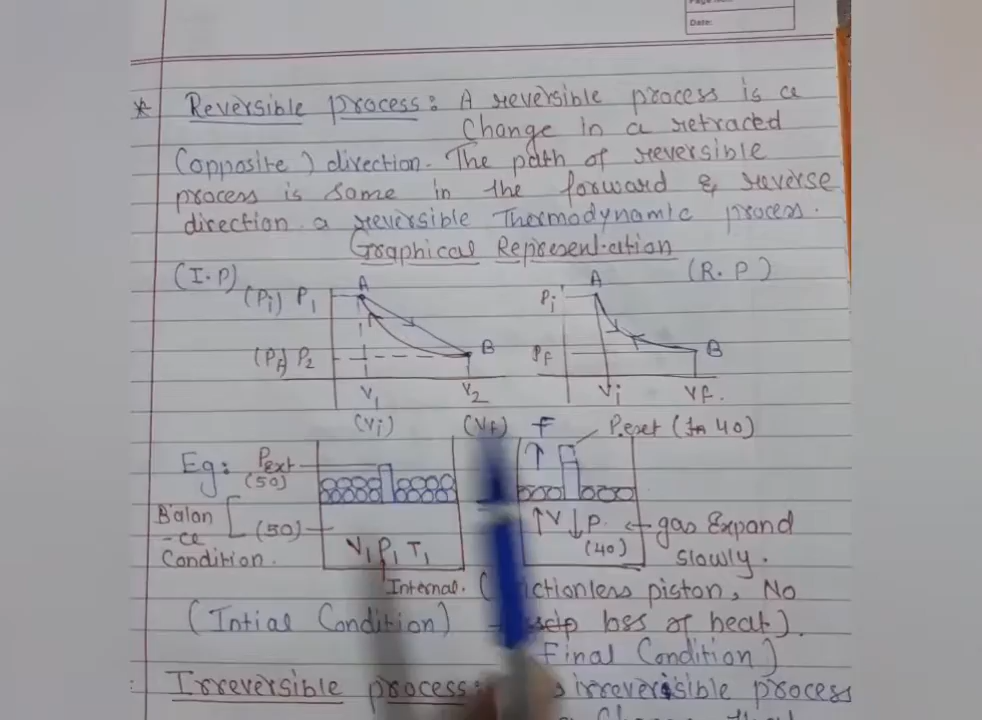 Date:
* Reversible process: A reversible process is a
Change in a retraced
(opposite) direction. The path of reversible
process is same in the forward & reverse
direction a reversible Thermodynamic process.
Graphical Representation
(I.P) (R.P)
(Pi) P1 A
(Pf) P2 B
V1 V2
(Vi) (Vf)
Pi A
Pf B
Vi Vf.
Eg: Pext
(50)
Balan
-ce
Condition.
(50)
V1 P1 T1
Internal.
(Intial Condition)
F
Pext (40)
↑V ↓P. ← gas Expand
(40) slowly.
piston, No
loss of heat).
Final Condition)
Irreversible process: irreversible process